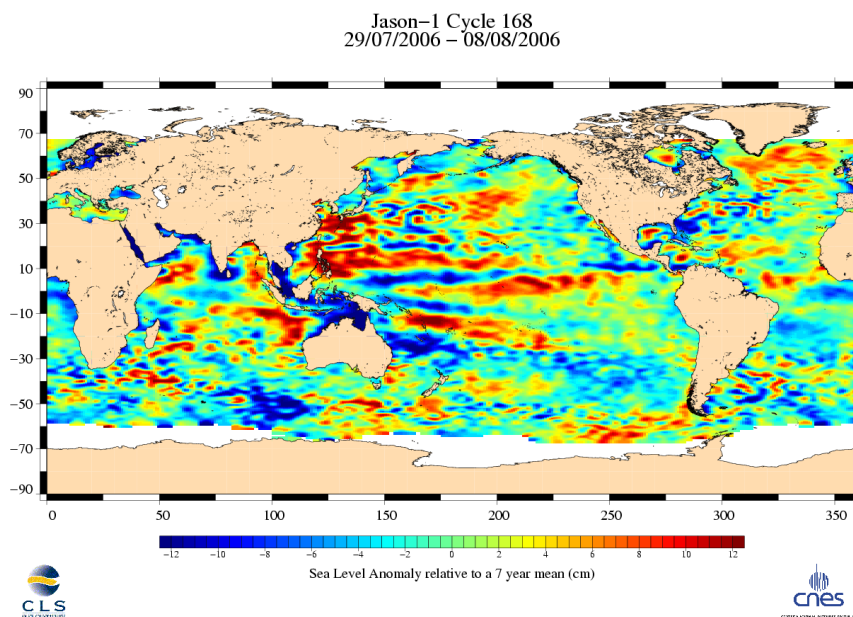 Jason−1 Cycle 168
29/07/2006 − 08/08/2006
90
70
50
30
10
−10
−30
−50
−70
−90
0 50 100 150 200 250 300 350
−12 −10 −8 −6 −4 −2 0 2 4 6 8 10 12
Sea Level Anomaly relative to a 7 year mean (cm)
CLS
cnes